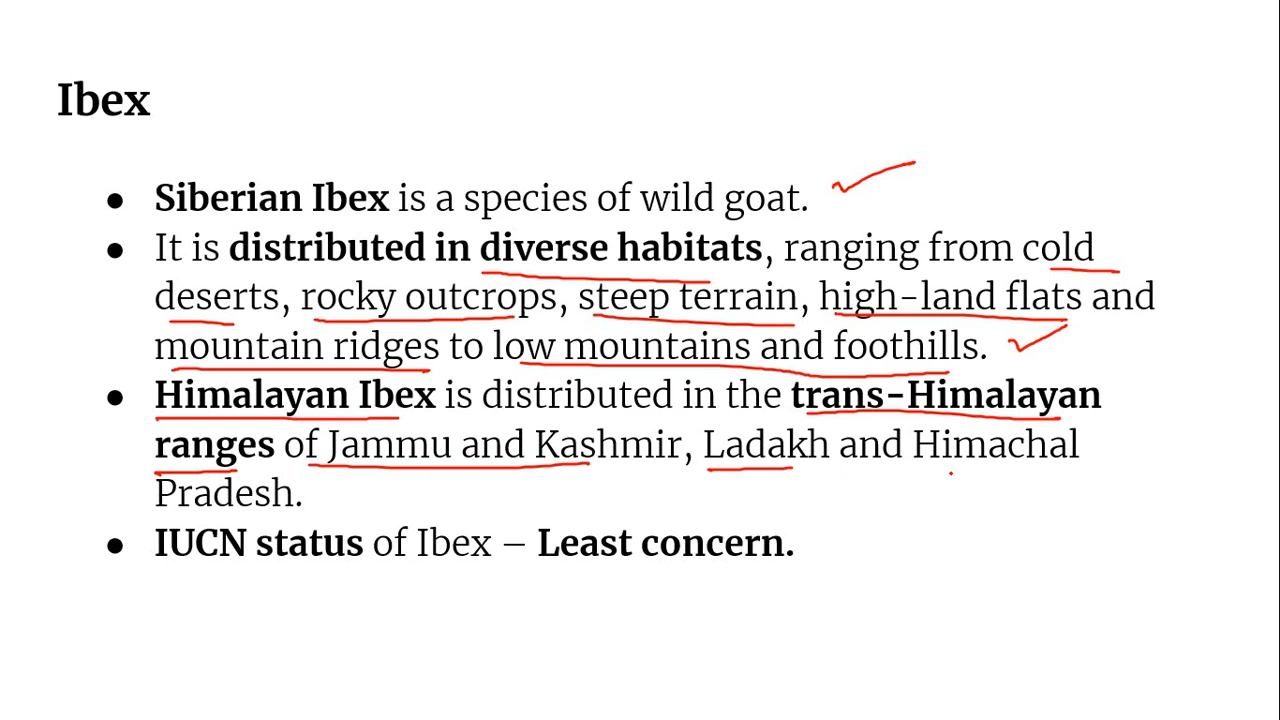 Ibex
● Siberian Ibex is a species of wild goat.
● It is distributed in diverse habitats, ranging from cold
deserts, rocky outcrops, steep terrain, high-land flats and
mountain ridges to low mountains and foothills.
● Himalayan Ibex is distributed in the trans-Himalayan
ranges of Jammu and Kashmir, Ladakh and Himachal
Pradesh.
● IUCN status of Ibex – Least concern.